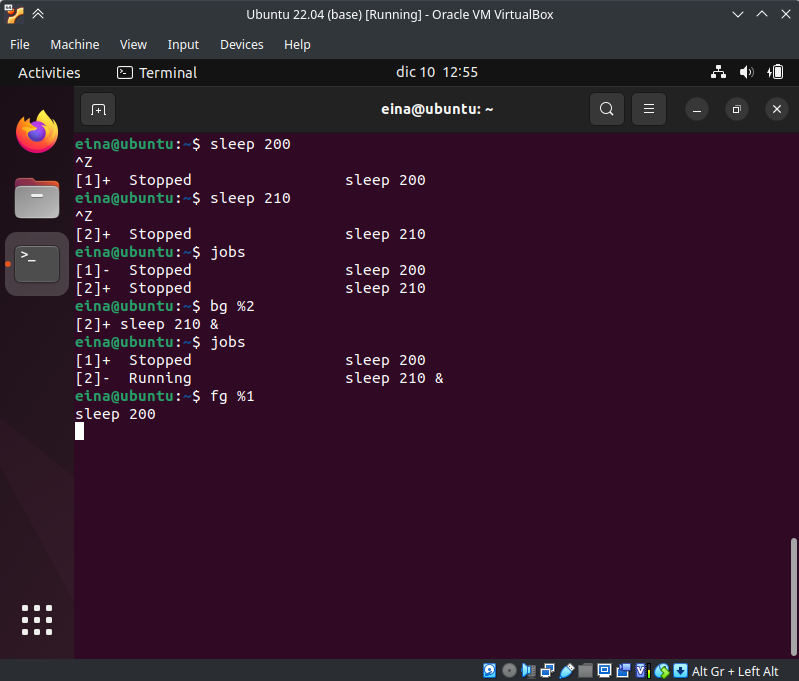 Ubuntu 22.04 (base) [Running] - Oracle VM VirtualBox
File Machine View Input Devices Help
Activities Terminal dic 10 12:55
eina@ubuntu: ~
eina@ubuntu:~$ sleep 200
^Z
[1]+  Stopped                 sleep 200
eina@ubuntu:~$ sleep 210
^Z
[2]+  Stopped                 sleep 210
eina@ubuntu:~$ jobs
[1]-  Stopped                 sleep 200
[2]+  Stopped                 sleep 210
eina@ubuntu:~$ bg %2
[2]+ sleep 210 &
eina@ubuntu:~$ jobs
[1]+  Stopped                 sleep 200
[2]-  Running                 sleep 210 &
eina@ubuntu:~$ fg %1
sleep 200
Alt Gr + Left Alt